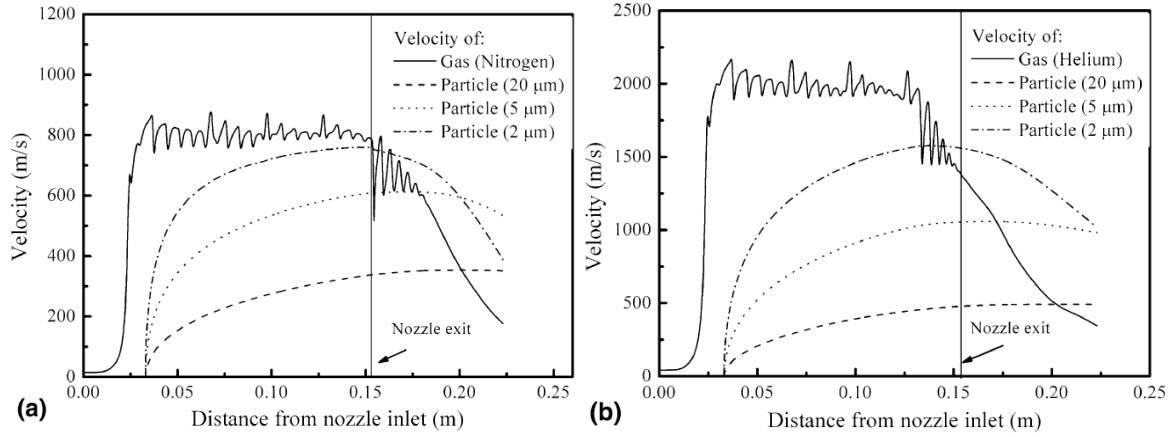 1200
1000
800
600
400
200
0
Velocity (m/s)
Velocity of:
Gas (Nitrogen)
Particle (20 μm)
Particle (5 μm)
Particle (2 μm)
Nozzle exit
0.00 0.05 0.10 0.15 0.20 0.25
Distance from nozzle inlet (m)
(a)
2500
2000
1500
1000
500
0
Velocity (m/s)
Velocity of:
Gas (Helium)
Particle (20 μm)
Particle (5 μm)
Particle (2 μm)
Nozzle exit
0.00 0.05 0.10 0.15 0.20 0.25
Distance from nozzle inlet (m)
(b)